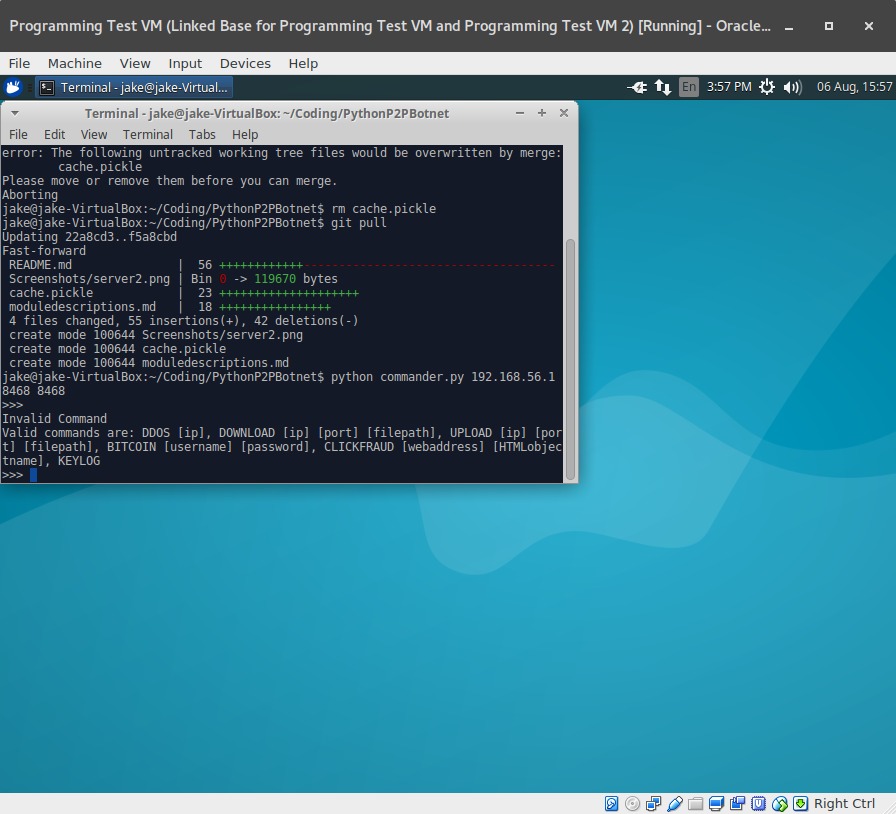 Programming Test VM (Linked Base for Programming Test VM and Programming Test VM 2) [Running] - Oracle...
File Machine View Input Devices Help
Terminal - jake@jake-Virtual... En 3:57 PM 06 Aug, 15:57
Terminal - jake@jake-VirtualBox: ~/Coding/PythonP2PBotnet
File Edit View Terminal Tabs Help
error: The following untracked working tree files would be overwritten by merge:
cache.pickle
Please move or remove them before you can merge.
Aborting
jake@jake-VirtualBox:~/Coding/PythonP2PBotnet$ rm cache.pickle
jake@jake-VirtualBox:~/Coding/PythonP2PBotnet$ git pull
Updating 22a8cd3..f5a8cbd
Fast-forward
README.md | 56 ++++++++++++------------------------------------
Screenshots/server2.png | Bin 0 -> 119670 bytes
cache.pickle | 23 ++++++++++++++++++++
moduledescriptions.md | 18 ++++++++++++++++
4 files changed, 55 insertions(+), 42 deletions(-)
create mode 100644 Screenshots/server2.png
create mode 100644 cache.pickle
create mode 100644 moduledescriptions.md
jake@jake-VirtualBox:~/Coding/PythonP2PBotnet$ python commander.py 192.168.56.1
8468 8468
>>>
Invalid Command
Valid commands are: DDOS [ip], DOWNLOAD [ip] [port] [filepath], UPLOAD [ip] [por
t] [filepath], BITCOIN [username] [password], CLICKFRAUD [webaddress] [HTMLobjec
tname], KEYLOG
>>>
Right Ctrl